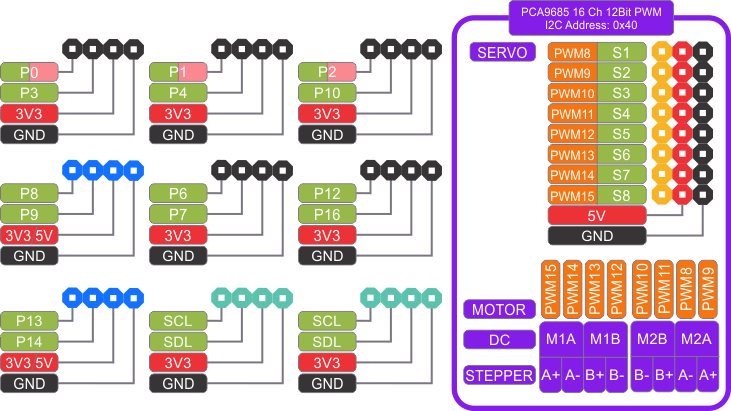 PCA9685 16 Ch 12Bit PWM
I2C Address: 0x40
P0
P3
3V3
GND
P1
P4
3V3
GND
P2
P10
3V3
GND
P8
P9
3V3 5V
GND
P6
P7
3V3
GND
P12
P16
3V3
GND
P13
P14
3V3 5V
GND
SCL
SDL
3V3
GND
SCL
SDL
3V3
GND
SERVO
PWM8 S1
PWM9 S2
PWM10 S3
PWM11 S4
PWM12 S5
PWM13 S6
PWM14 S7
PWM15 S8
5V
GND
PWM15 PWM14 PWM13 PWM12 PWM10 PWM11 PWM8 PWM9
MOTOR
DC M1A M1B M2B M2A
STEPPER A+ A- B+ B- B- B+ A- A+